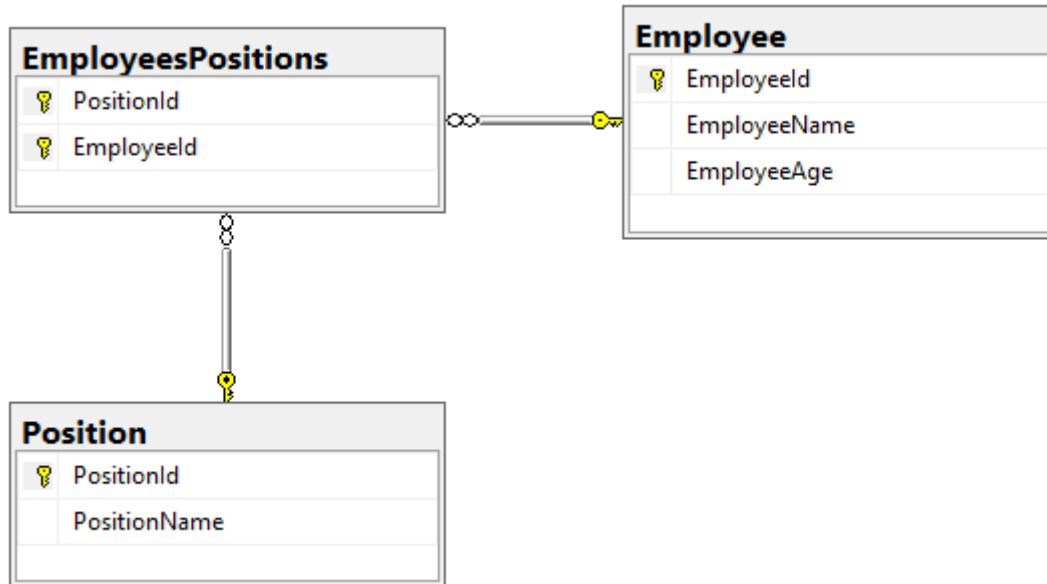 EmployeesPositions
PositionId
EmployeeId
Employee
EmployeeId
EmployeeName
EmployeeAge
Position
PositionId
PositionName